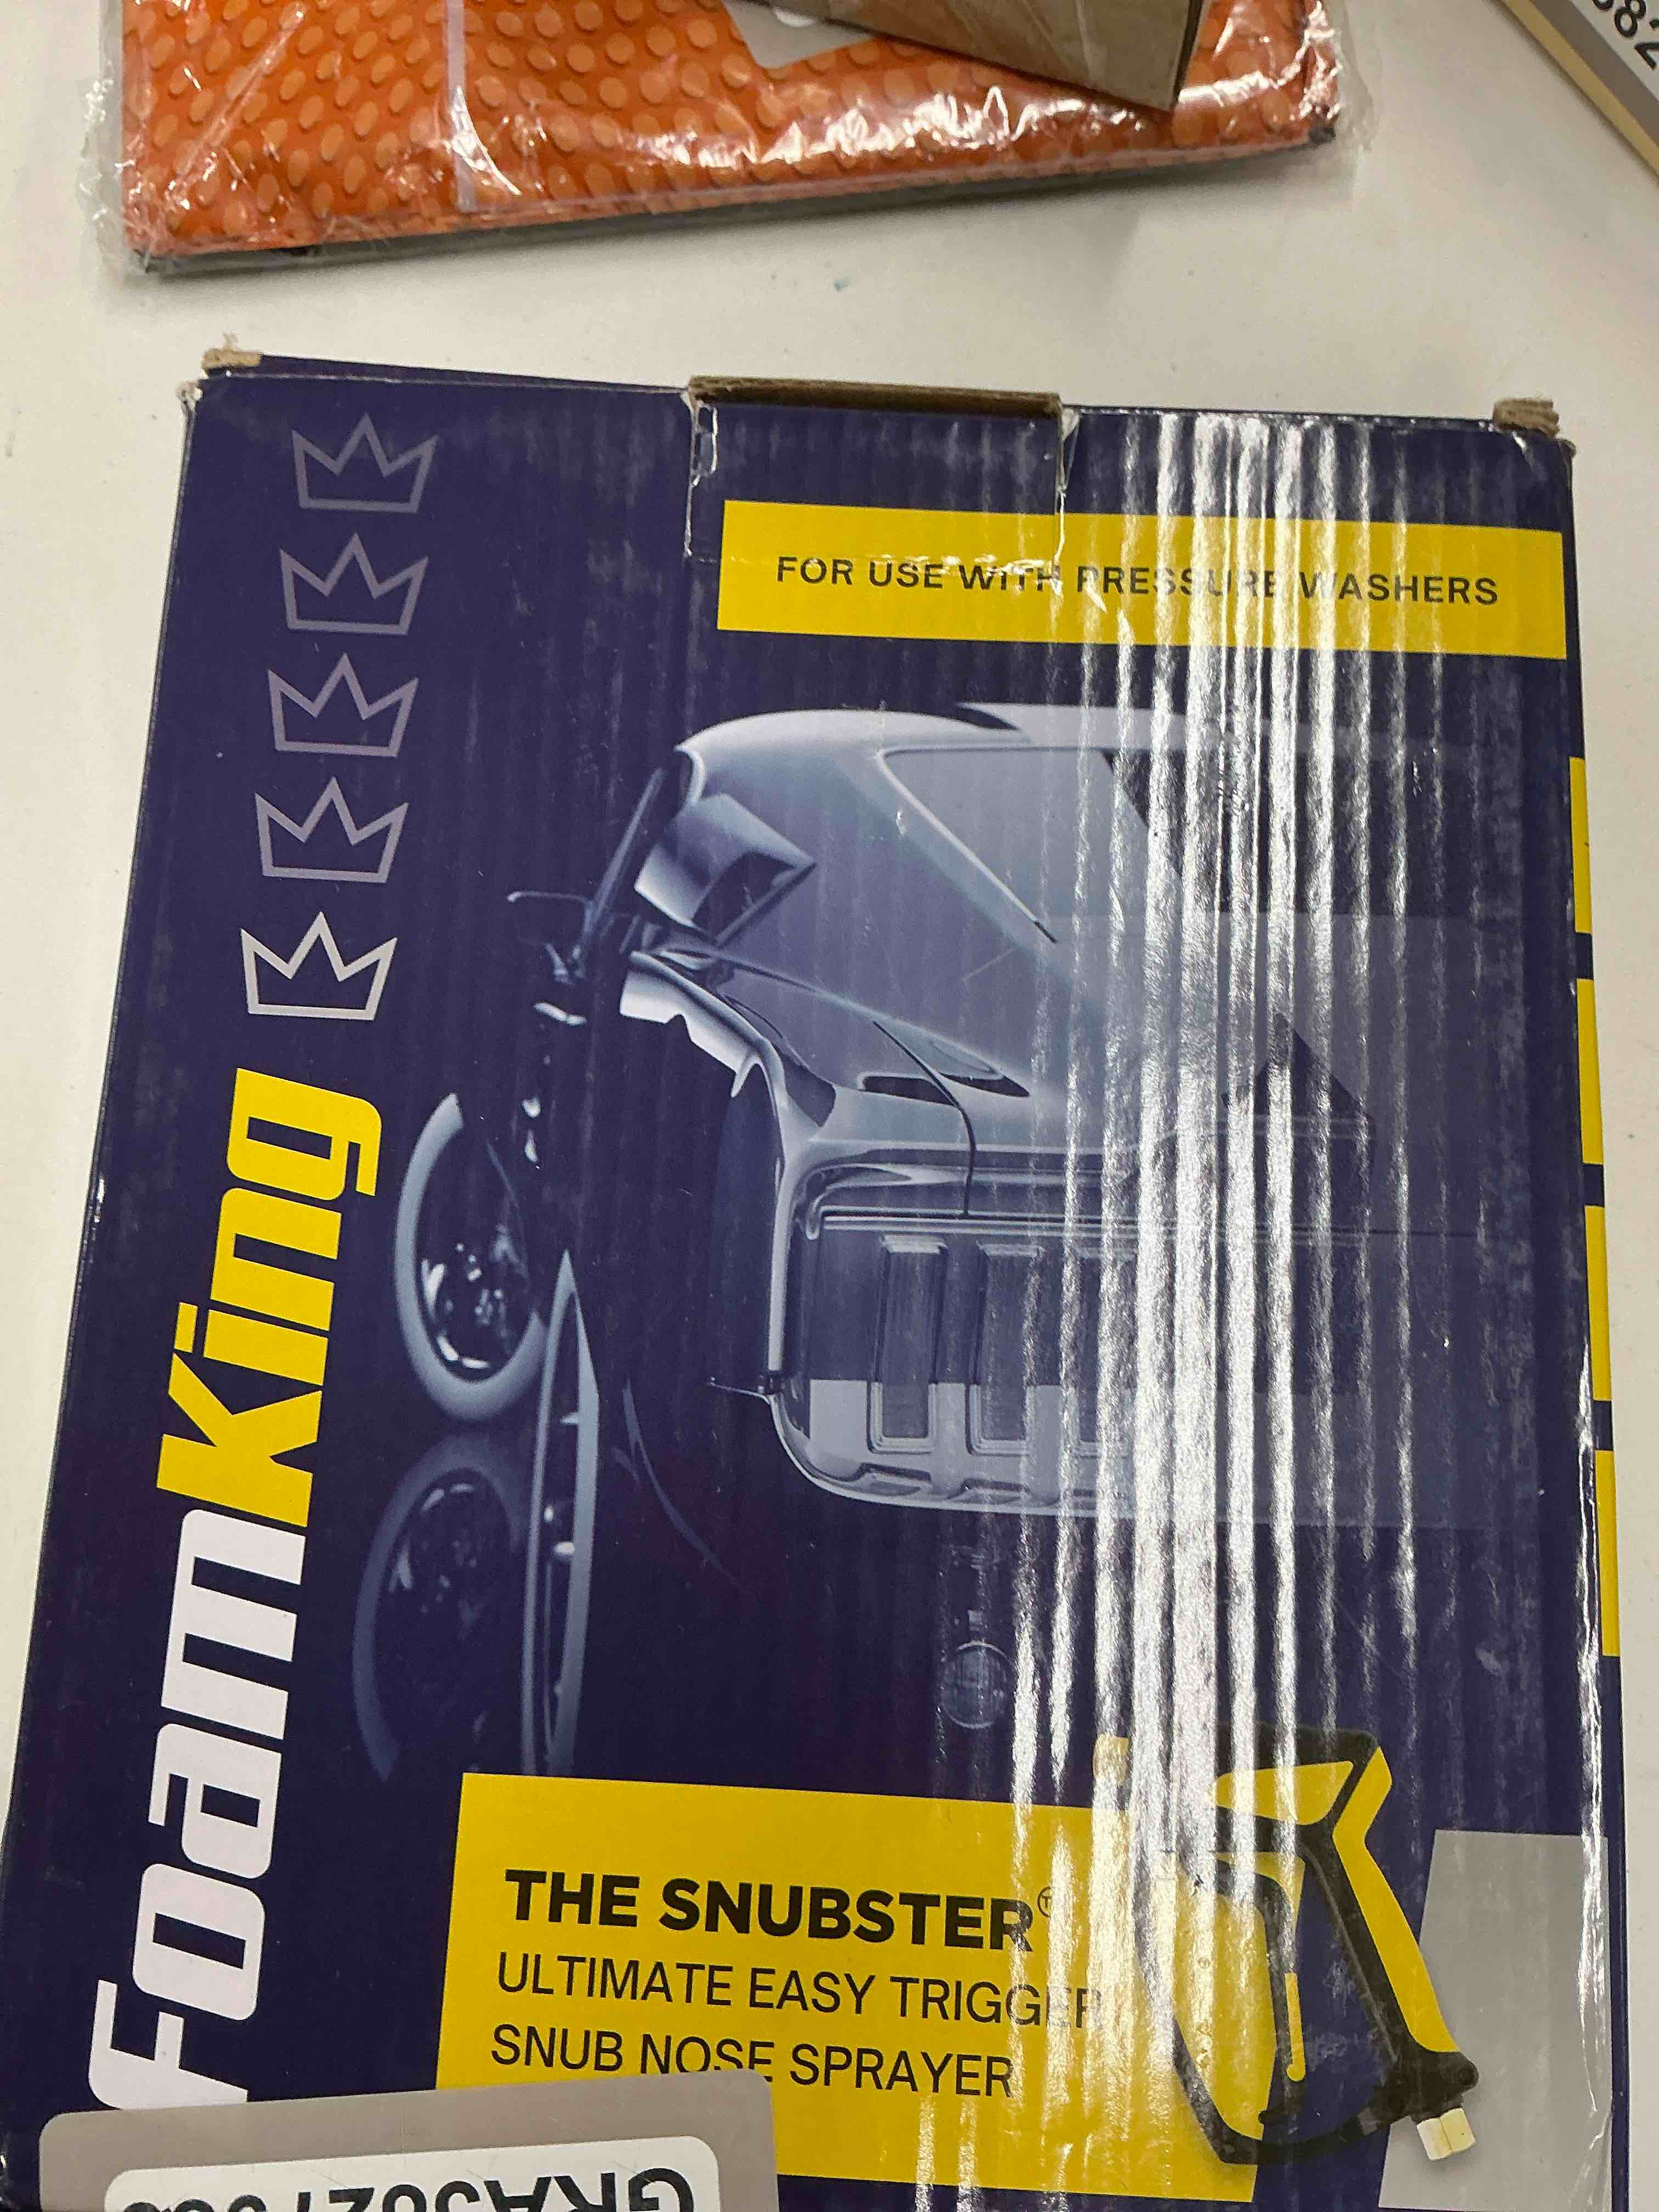 FOR USE WITH PRESSURE WASHERS
FoamKing
THE SNUBSTER
ULTIMATE EASY TRIGGER
SNUB NOSE SPRAYER